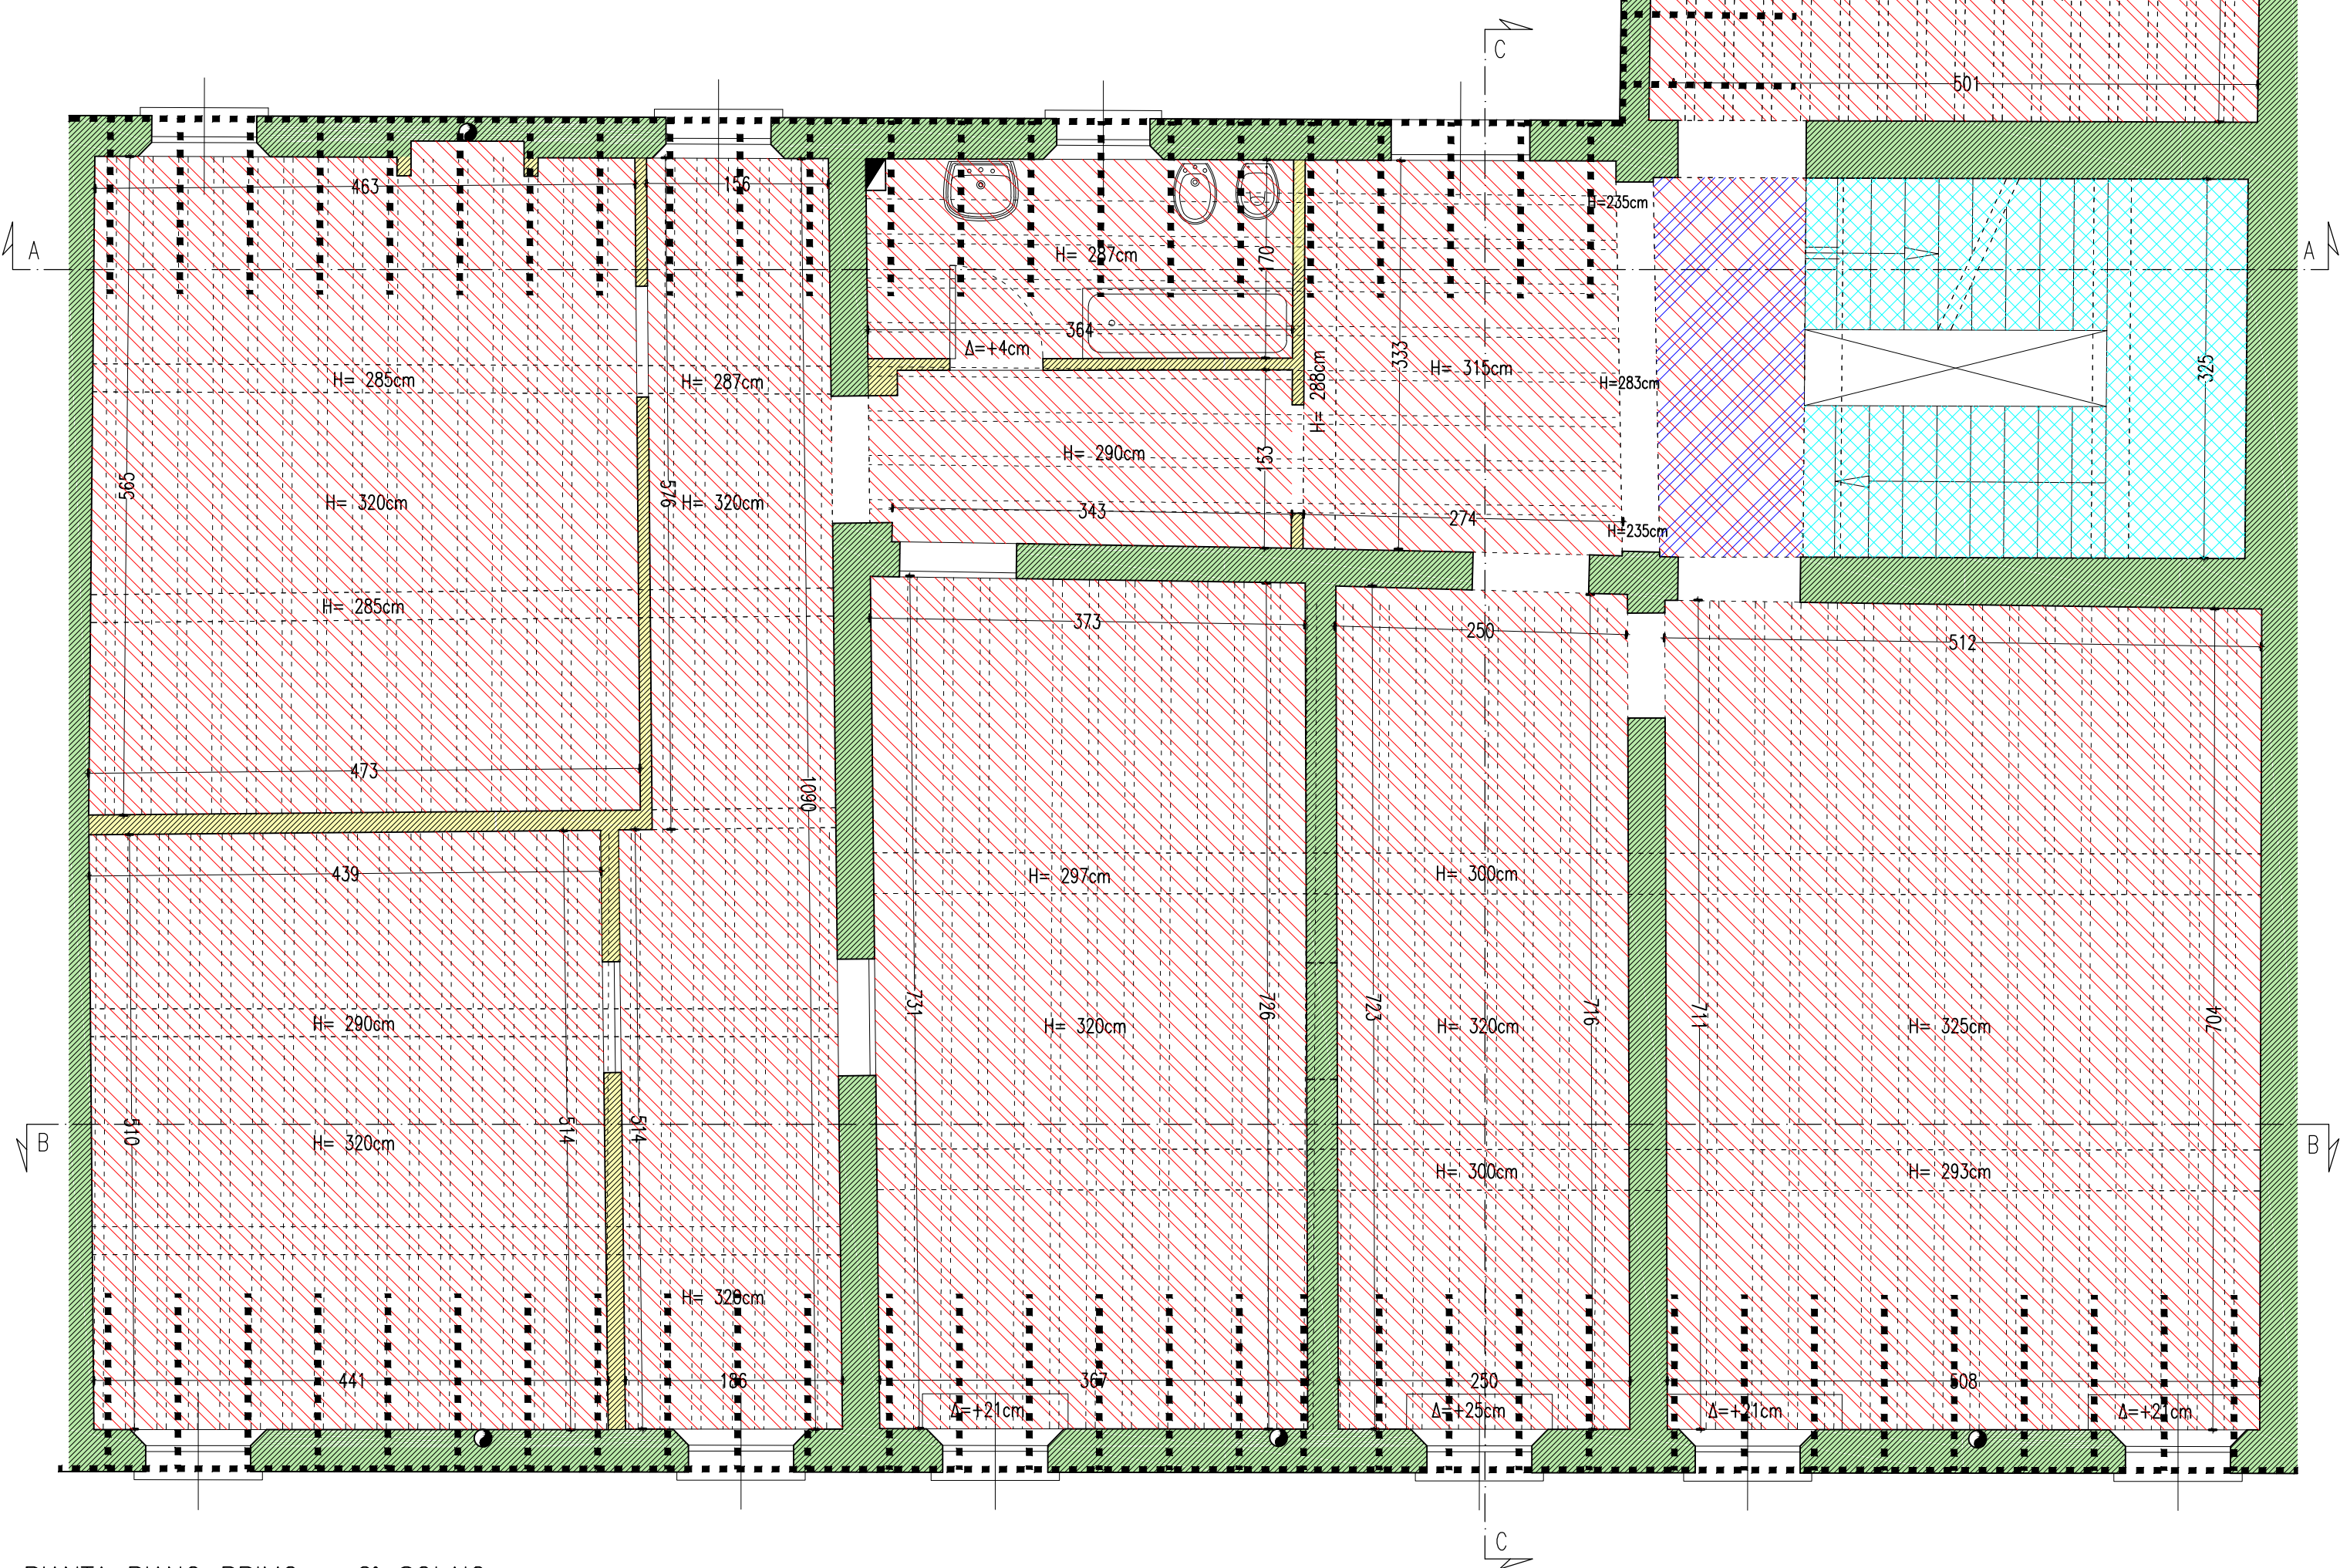 C
501
463
156
H=235cm
A
H= 287cm
170
A
364
Δ=+4cm
333
H= 288cm
H= 315cm
325
H= 285cm
H= 287cm
H=283cm
H= 290cm
153
565
H= 320cm
576
H= 320cm
343
274
H=235cm
H= 285cm
373
250
512
473
1090
439
H= 297cm
H= 300cm
731
726
723
716
711
704
H= 290cm
H= 320cm
H= 320cm
H= 325cm
510
514
514
B
H= 320cm
B
H= 300cm
H= 293cm
H= 320cm
441
186
367
250
508
Δ=+21cm
Δ=+25cm
Δ=+21cm
Δ=+21cm
C